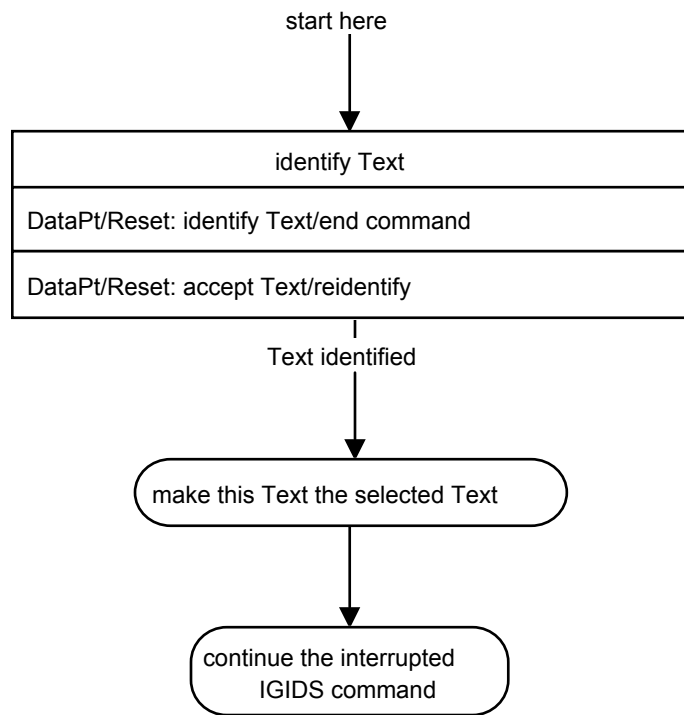 start here
identify Text
DataPt/Reset: identify Text/end command
DataPt/Reset: accept Text/reidentify
Text identified
make this Text the selected Text
continue the interrupted
IGIDS command